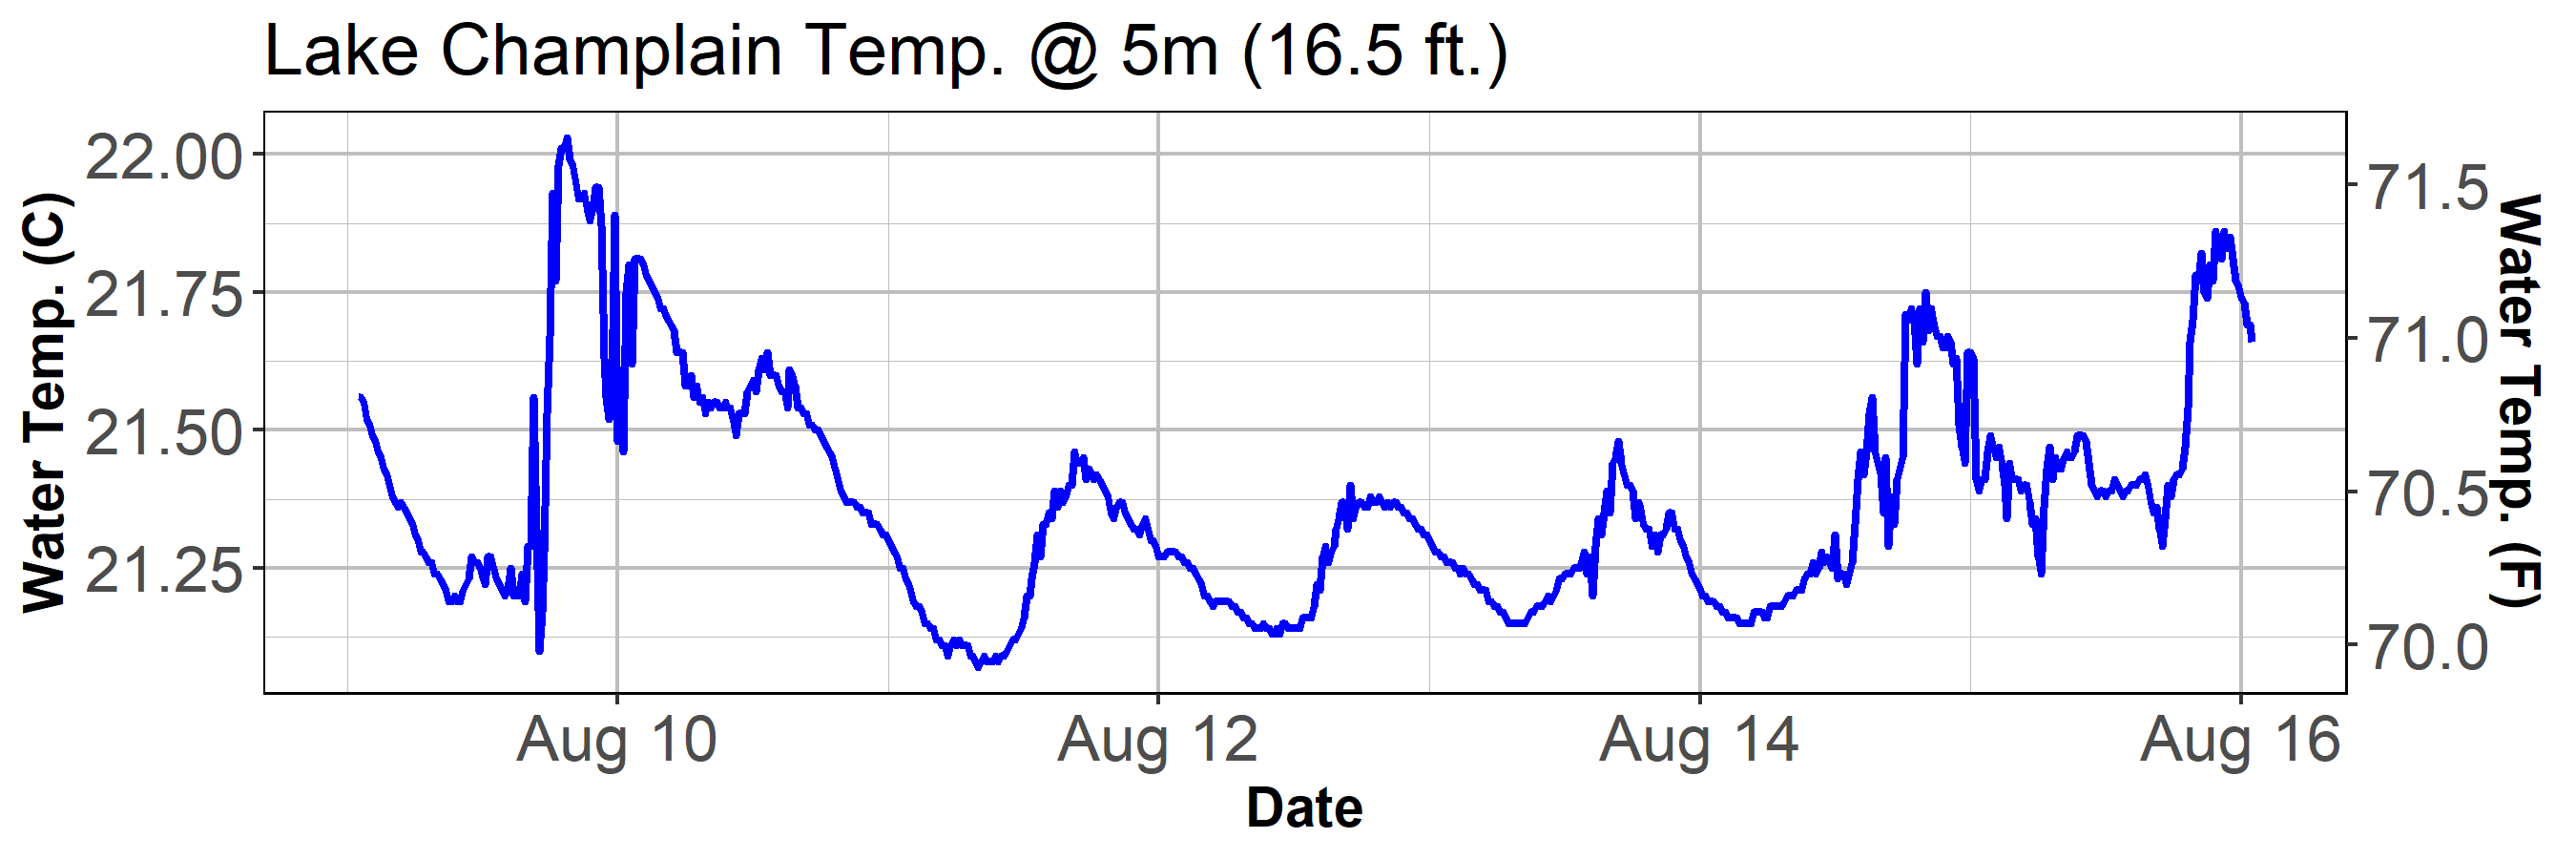 Lake Champlain Temp. @ 5m (16.5 ft.)
Water Temp. (C)
22.00
21.75
21.50
21.25
71.5
71.0
70.5
70.0
Water Temp. (F)
Aug 10
Aug 12
Aug 14
Aug 16
Date